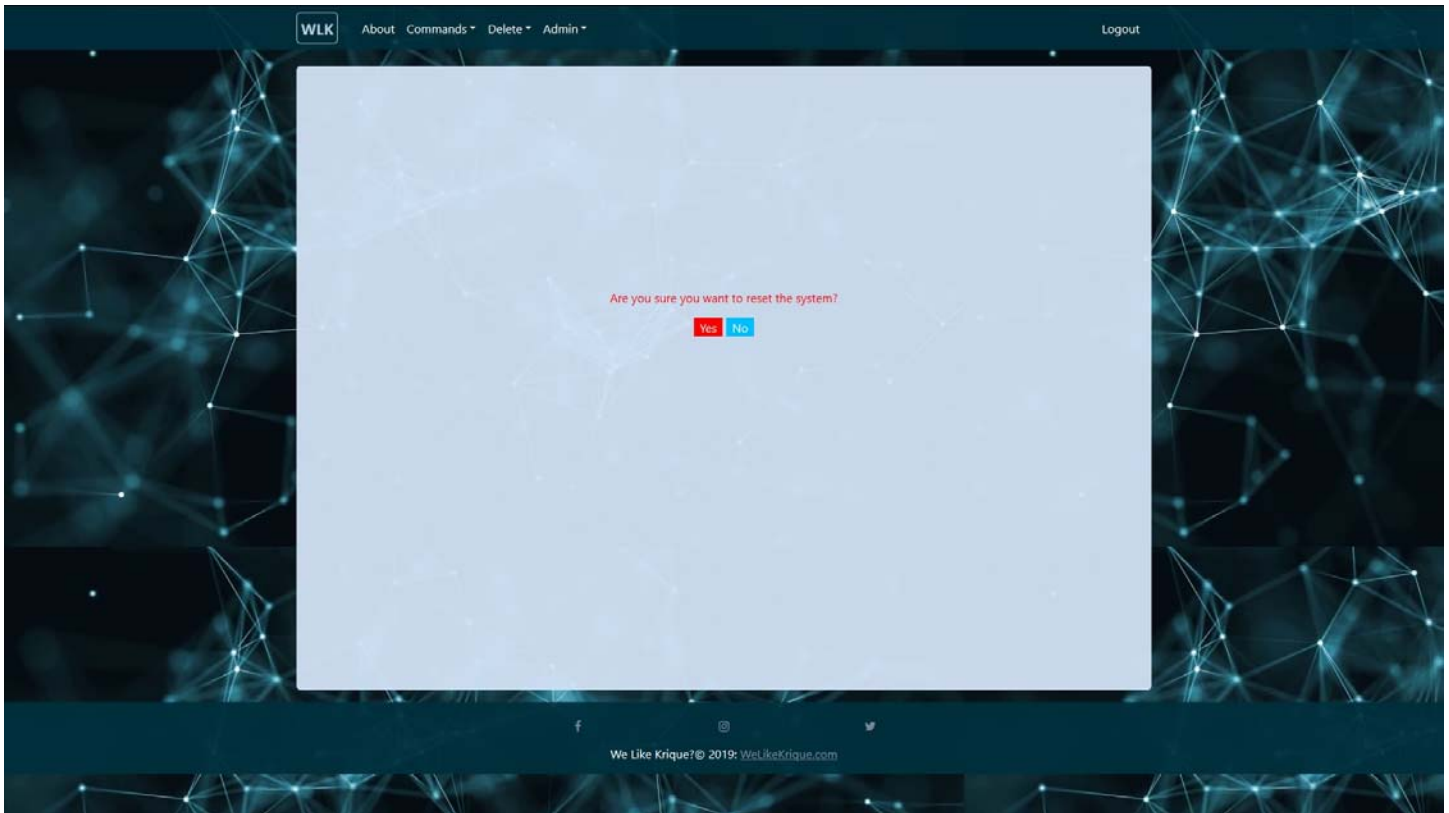 WLK About Commands Delete Admin Logout
Are you sure you want to reset the system?
Yes No
We Like Krique?© 2019: WeLikeKrique.com